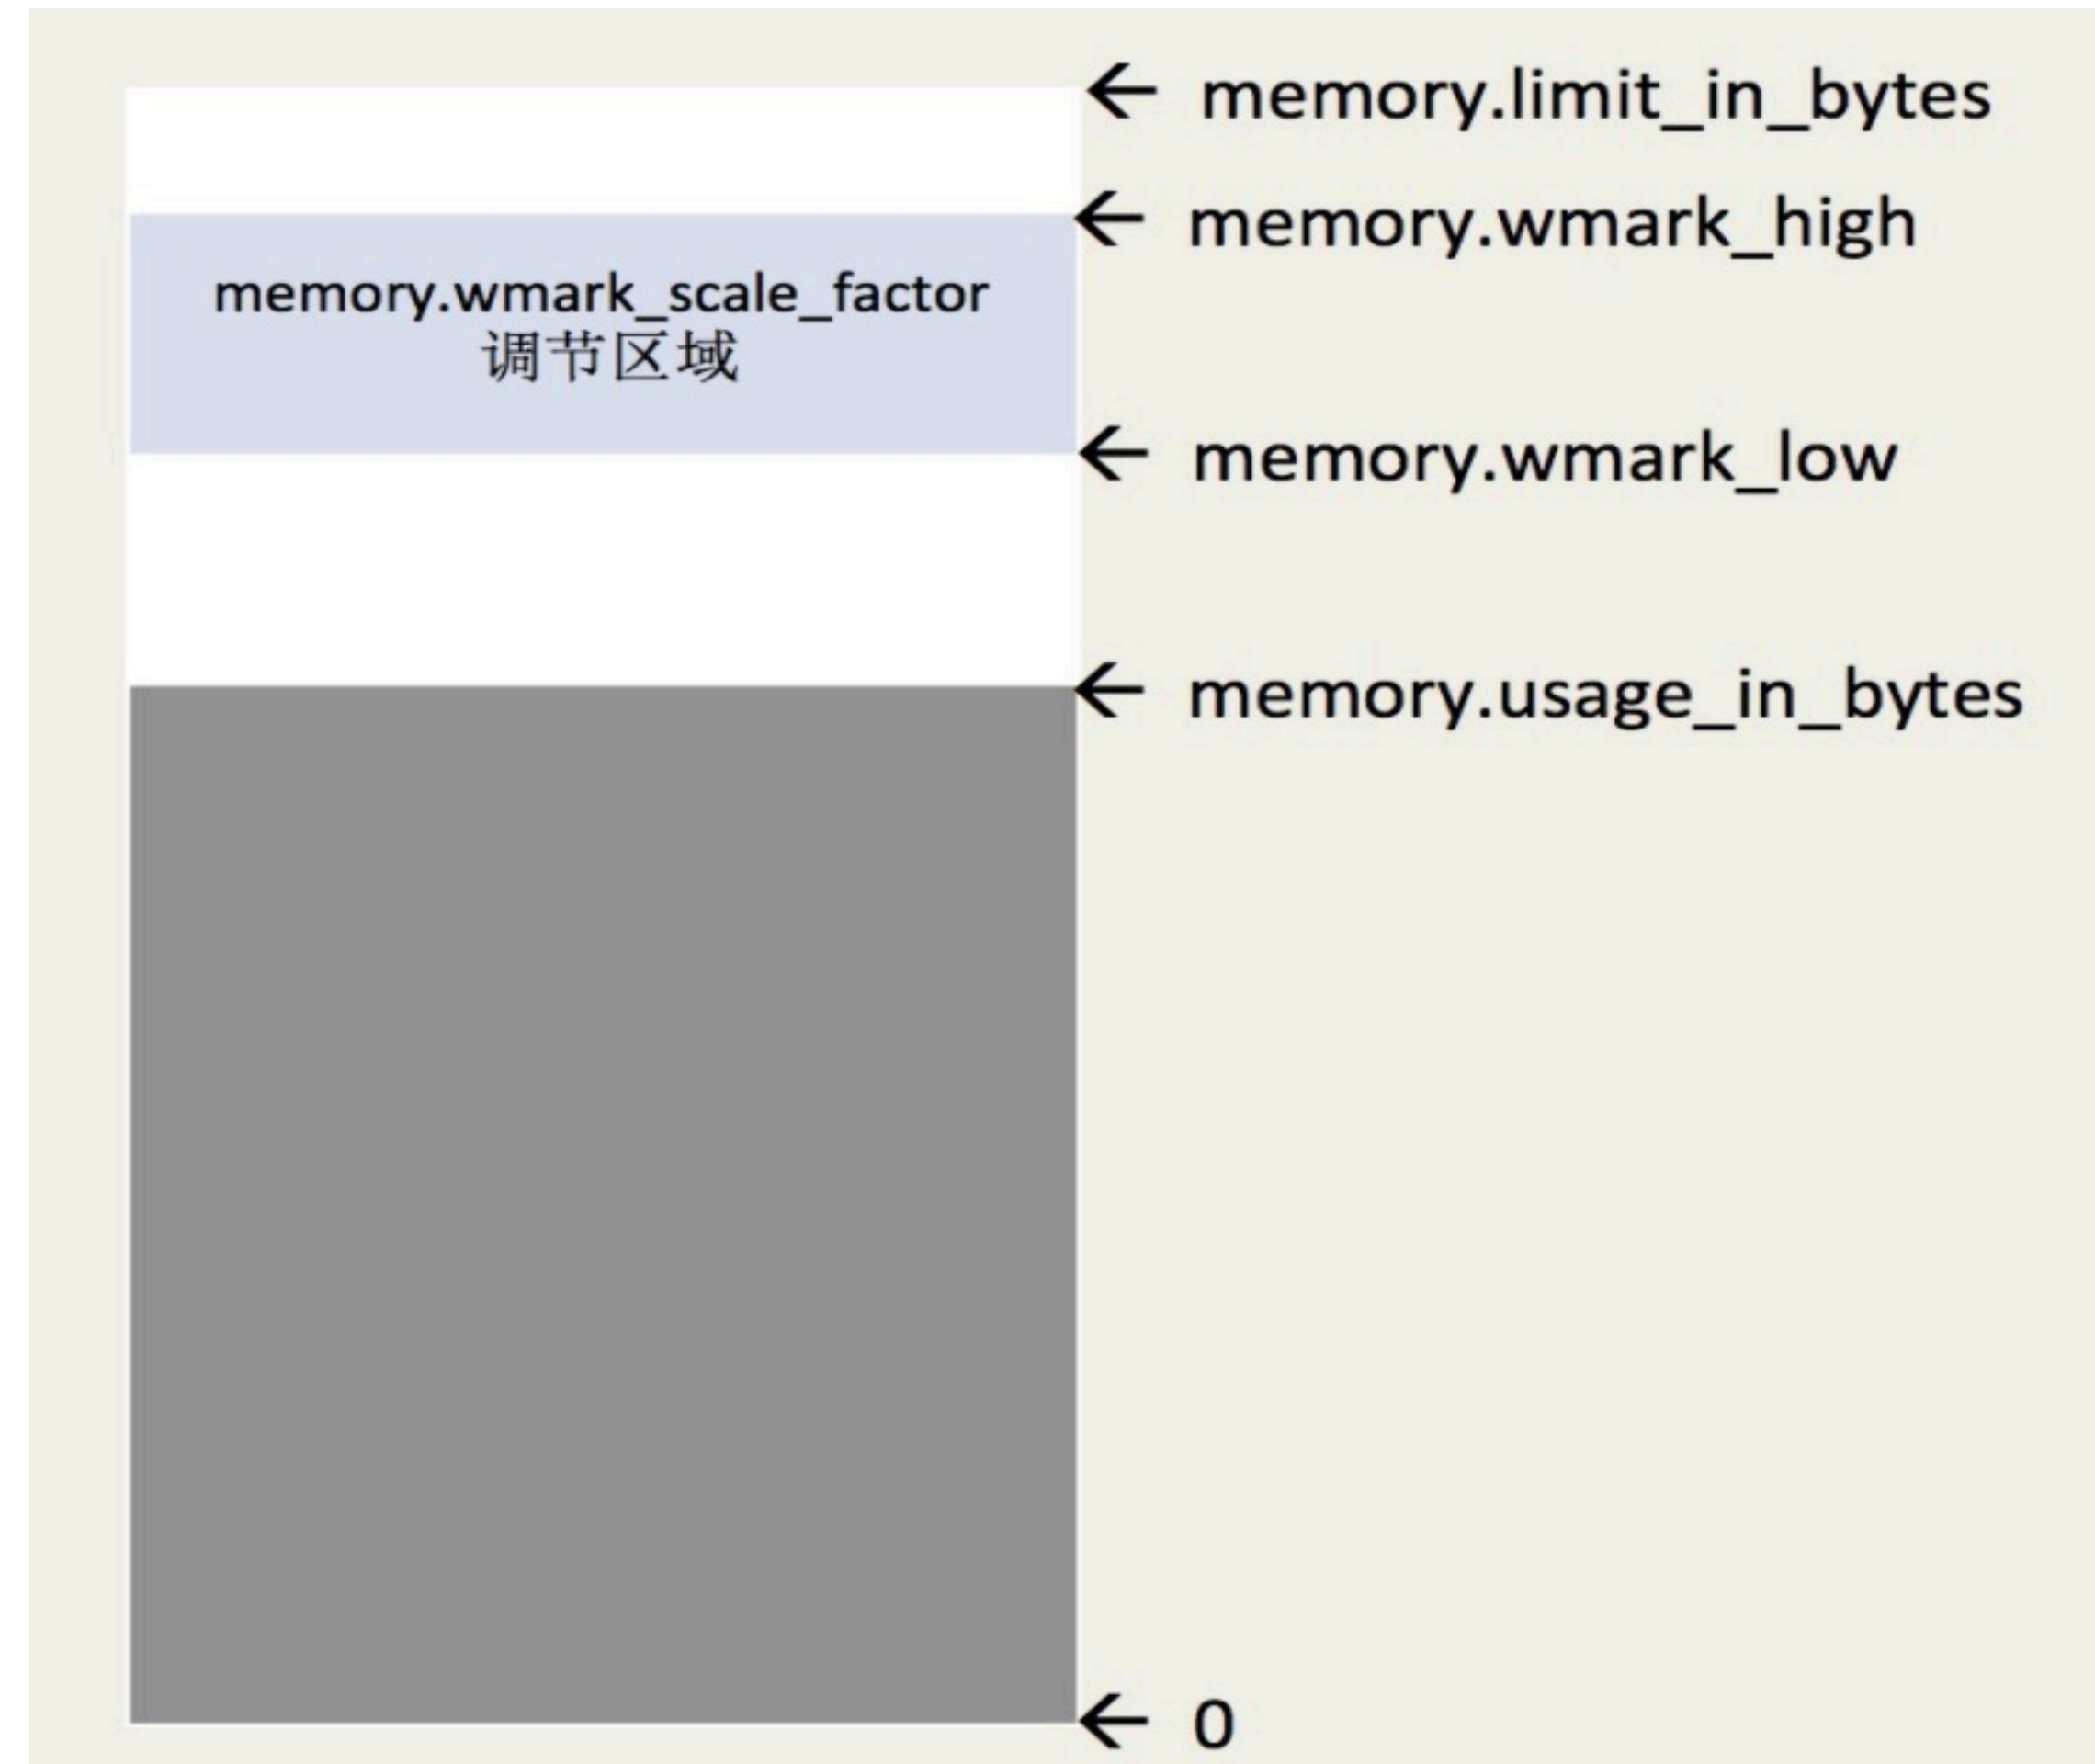 memory.limit_in_bytes
memory.wmark_high
memory.wmark_scale_factor
调节区域
memory.wmark_low
memory.usage_in_bytes
0